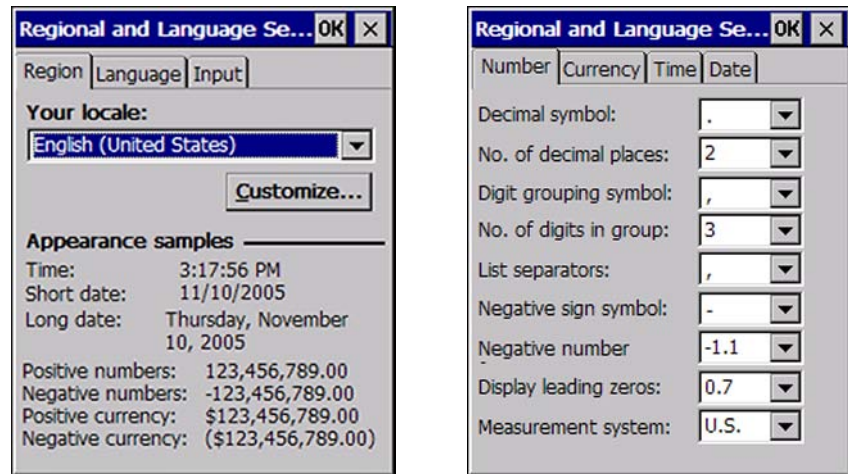 Regional and Language Se... OK ×
Region Language Input
Your locale:
English (United States)
Customize...
Appearance samples
Time: 3:17:56 PM
Short date: 11/10/2005
Long date: Thursday, November
10, 2005
Positive numbers: 123,456,789.00
Negative numbers: -123,456,789.00
Positive currency: $123,456,789.00
Negative currency: ($123,456,789.00)
Regional and Language Se... OK ×
Number Currency Time Date
Decimal symbol: .
No. of decimal places: 2
Digit grouping symbol: ,
No. of digits in group: 3
List separators: ,
Negative sign symbol: -
Negative number -1.1
Display leading zeros: 0.7
Measurement system: U.S.